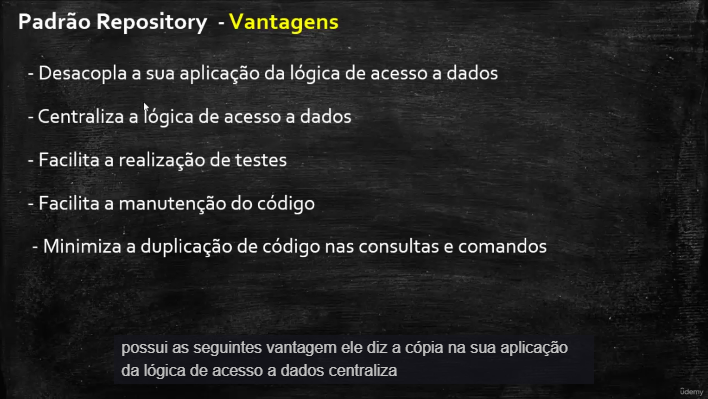 Padrão Repository - Vantagens
- Desacopla a sua aplicação da lógica de acesso a dados
- Centraliza a lógica de acesso a dados
- Facilita a realização de testes
- Facilita a manutenção do código
- Minimiza a duplicação de código nas consultas e comandos
possui as seguintes vantagem ele diz a cópia na sua aplicação
da lógica de acesso a dados centraliza
ûdemy